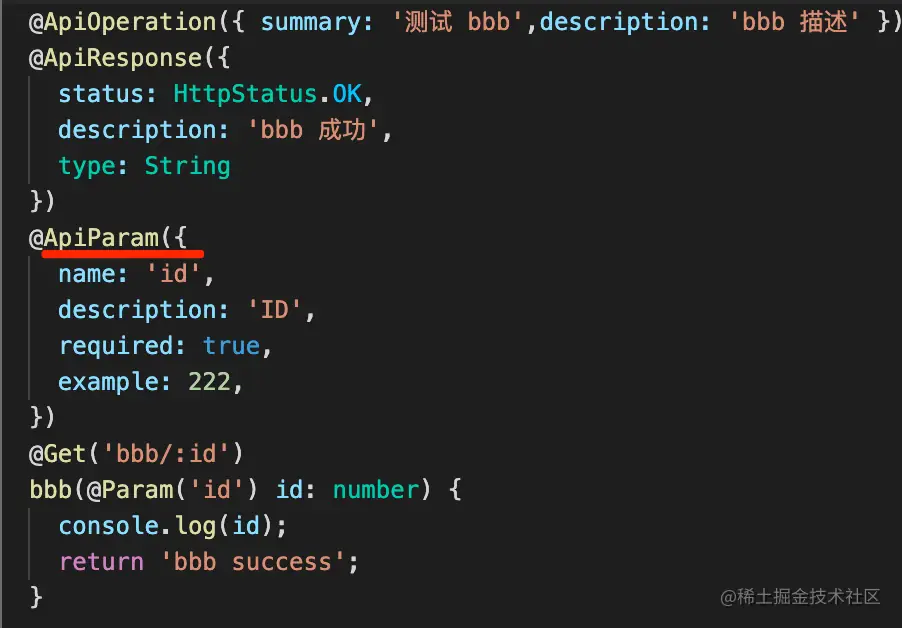 @ApiOperation({ summary: '测试 bbb',description: 'bbb 描述' })
@ApiResponse({
  status: HttpStatus.OK,
  description: 'bbb 成功',
  type: String
})
@ApiParam({
  name: 'id',
  description: 'ID',
  required: true,
  example: 222,
})
@Get('bbb/:id')
bbb(@Param('id') id: number) {
  console.log(id);
  return 'bbb success';
}
@稀土掘金技术社区